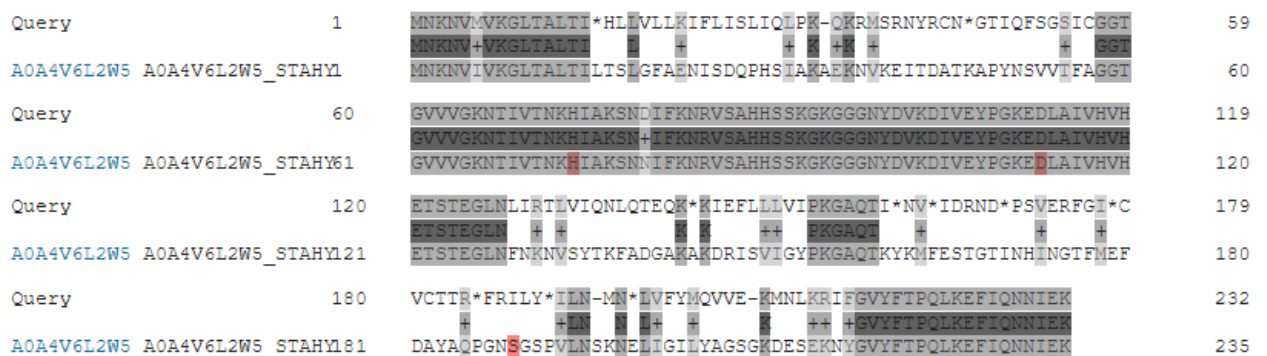 Query 1 MNKNVMVKGLTALTI*HLLVLLKIFLISLIQLPK-QKRMSRNYRCN*GTIQFSGSICGGT 59
MNKNV+VKGLTALTI L + + K +K + + GGT
A0A4V6L2W5 A0A4V6L2W5_STAHY1 MNKNVIVKGLTALTILTSLGFAENISDQPHSIAKAEKNVKEITDATKAPYNSVVTFAGGT 60
Query 60 GVVVGKNTIVTNKHIAKSNDIFKNRVSAHHSSKGKGGGNYDVKDIVEYPGKEDLAIVHVH 119
GVVVGKNTIVTNKHIAKSN+IFKNRVSAHHSSKGKGGGNYDVKDIVEYPGKEDLAIVHVH
A0A4V6L2W5 A0A4V6L2W5_STAHY61 GVVVGKNTIVTNKHIAKSNNIFKNRVSAHHSSKGKGGGNYDVKDIVEYPGKEDLAIVHVH 120
Query 120 ETSTEGLNLIRTLVIQNLQTEQK*KIEFLLLVIPKGAQTI*NV*IDRND*PSVERFGI*C 179
ETSTEGLN + + K K ++ PKGAQT + + +
A0A4V6L2W5 A0A4V6L2W5_STAHY121 ETSTEGLNFNKNVSYTKFADGAKAKDRISVIGYPKGAQTKYKMFESTGTINHINGTFMEF 180
Query 180 VCTTR*FRILY*ILN-MN*LVFYMQVVE-KMNLKRIFGVYFTPQLKEFIQNNIEK 232
+ +LN N L+ + K ++ +GVYFTPQLKEFIQNNIEK
A0A4V6L2W5 A0A4V6L2W5_STAHY181 DAYAQPGNSGSPVLNSKNELIGILYAGSGKDESEKNYGVYFTPQLKEFIQNNIEK 235